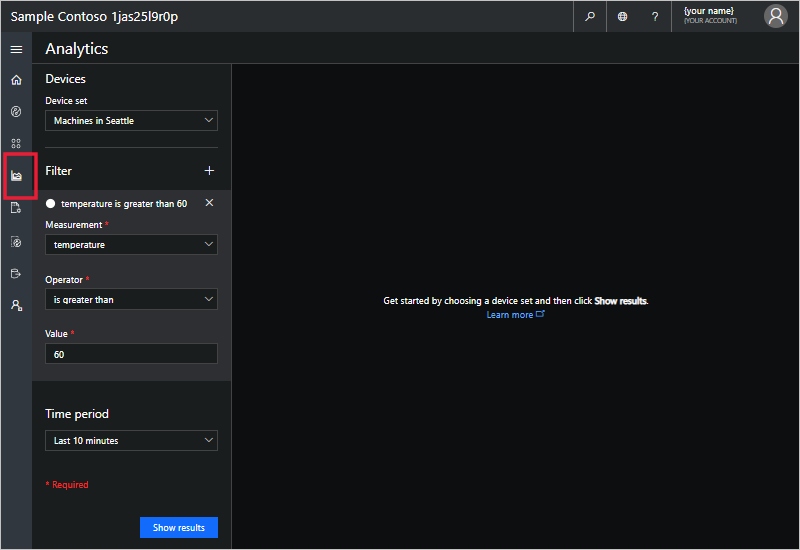 Sample Contoso 1jas25l9r0p
?
{your name}
{YOUR ACCOUNT}
Analytics
Devices
Device set
Machines in Seattle
Filter
temperature is greater than 60
Measurement *
temperature
Operator *
is greater than
Value *
60
Time period
Last 10 minutes
* Required
Show results
Get started by choosing a device set and then click Show results.
Learn more